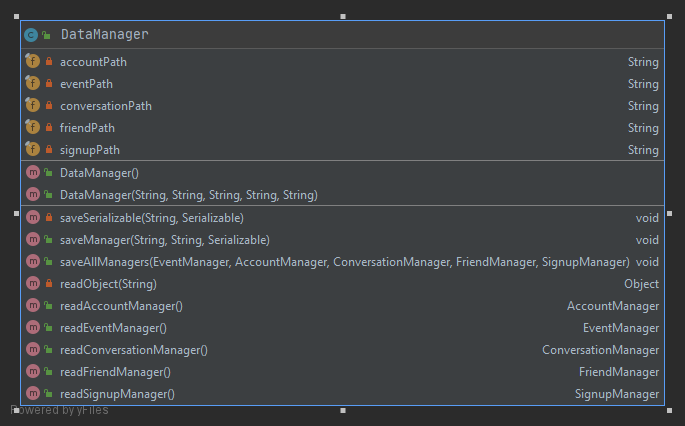 DataManager
accountPath String
eventPath String
conversationPath String
friendPath String
signupPath String
DataManager()
DataManager(String, String, String, String, String)
saveSerializable(String, Serializable) void
saveManager(String, String, Serializable) void
saveAllManagers(EventManager, AccountManager, ConversationManager, FriendManager, SignupManager) void
readObject(String) Object
readAccountManager() AccountManager
readEventManager() EventManager
readConversationManager() ConversationManager
readFriendManager() FriendManager
readSignupManager() SignupManager
Powered by yFiles